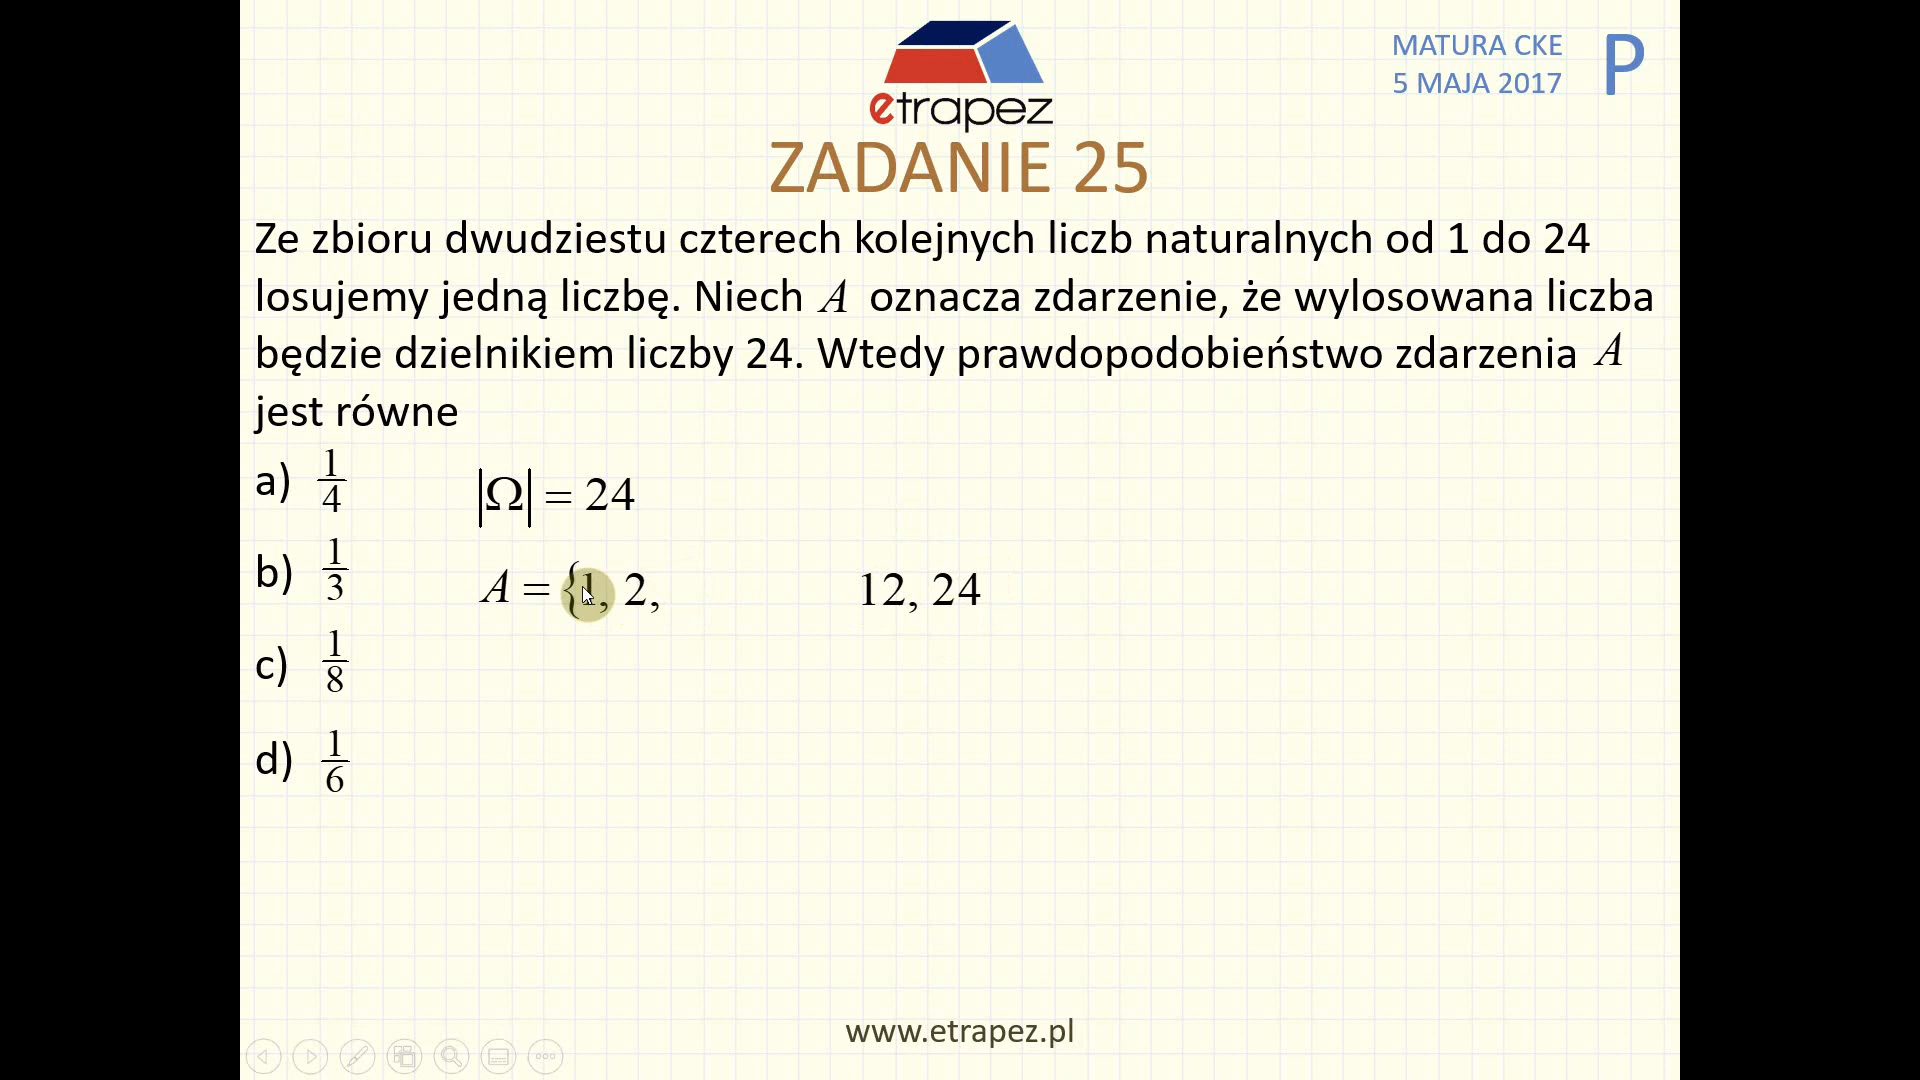 etrapez
MATURA CKE
5 MAJA 2017
P
ZADANIE 25
Ze zbioru dwudziestu czterech kolejnych liczb naturalnych od 1 do 24
losujemy jedną liczbę. Niech A oznacza zdarzenie, że wylosowana liczba
będzie dzielnikiem liczby 24. Wtedy prawdopodobieństwo zdarzenia A
jest równe
a) 1/4
|Ω| = 24
b) 1/3
A = {1, 2, 12, 24
c) 1/8
d) 1/6
www.etrapez.pl